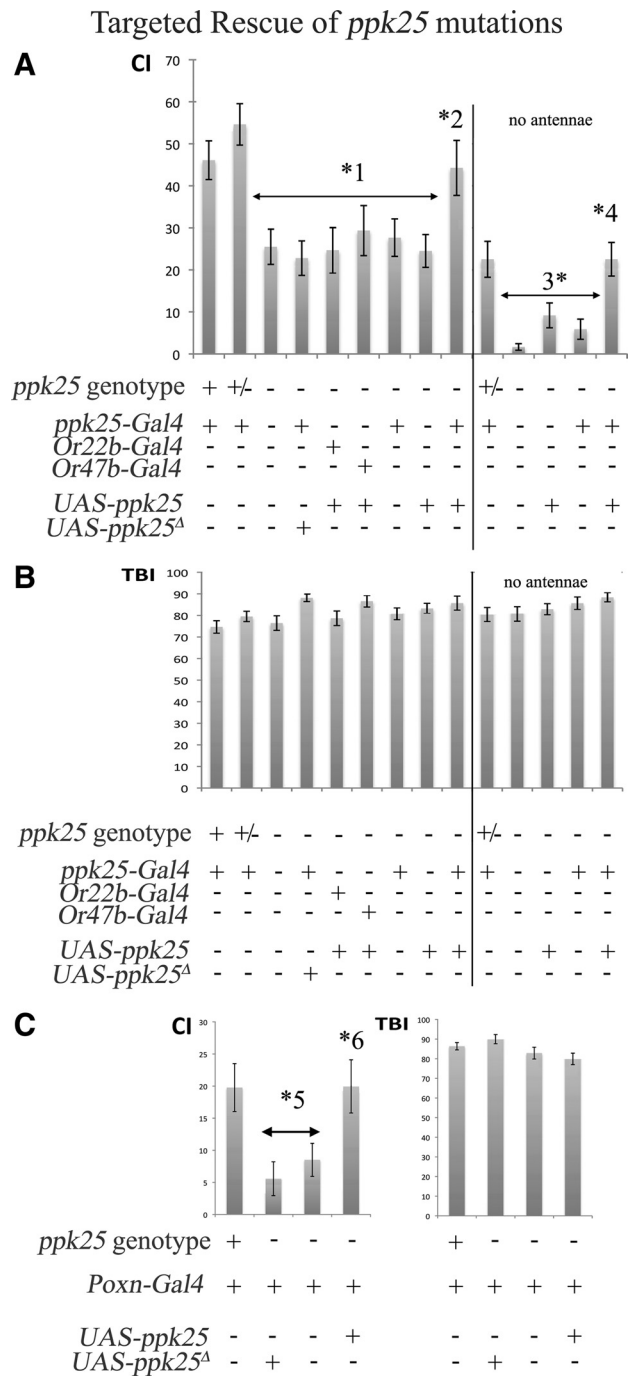 Targeted Rescue of ppk25 mutations
A
CI
70
60
50
40
30
20
10
0
*1
*2
no antennae
3*
*4
ppk25 genotype + +/- - - - - - - - +/- - - - -
ppk25-Gal4 + + - + - - + - + + - - + +
Or22b-Gal4 - - - - + - - - - - - - - -
Or47b-Gal4 - - - - - + - - - - - - - -
UAS-ppk25 - - - - + + - + + - - + - +
UAS-ppk25Δ - - - + - - - - - - - - - -
B
TBI
100
90
80
70
60
50
40
30
20
10
0
no antennae
ppk25 genotype + +/- - - - - - - - +/- - - - -
ppk25-Gal4 + + - + - - + - + + - - + +
Or22b-Gal4 - - - - + - - - - - - - - -
Or47b-Gal4 - - - - - + - - - - - - - -
UAS-ppk25 - - - - + + - + + - - + - +
UAS-ppk25Δ - - - + - - - - - - - - - -
C
CI
30
25
20
15
10
5
0
*5
*6
TBI
100
90
80
70
60
50
40
30
20
10
0
ppk25 genotype + - - - + - - -
Poxn-Gal4 + + + + + + + +
UAS-ppk25 - - - + - - - +
UAS-ppk25Δ - + - - - + - -